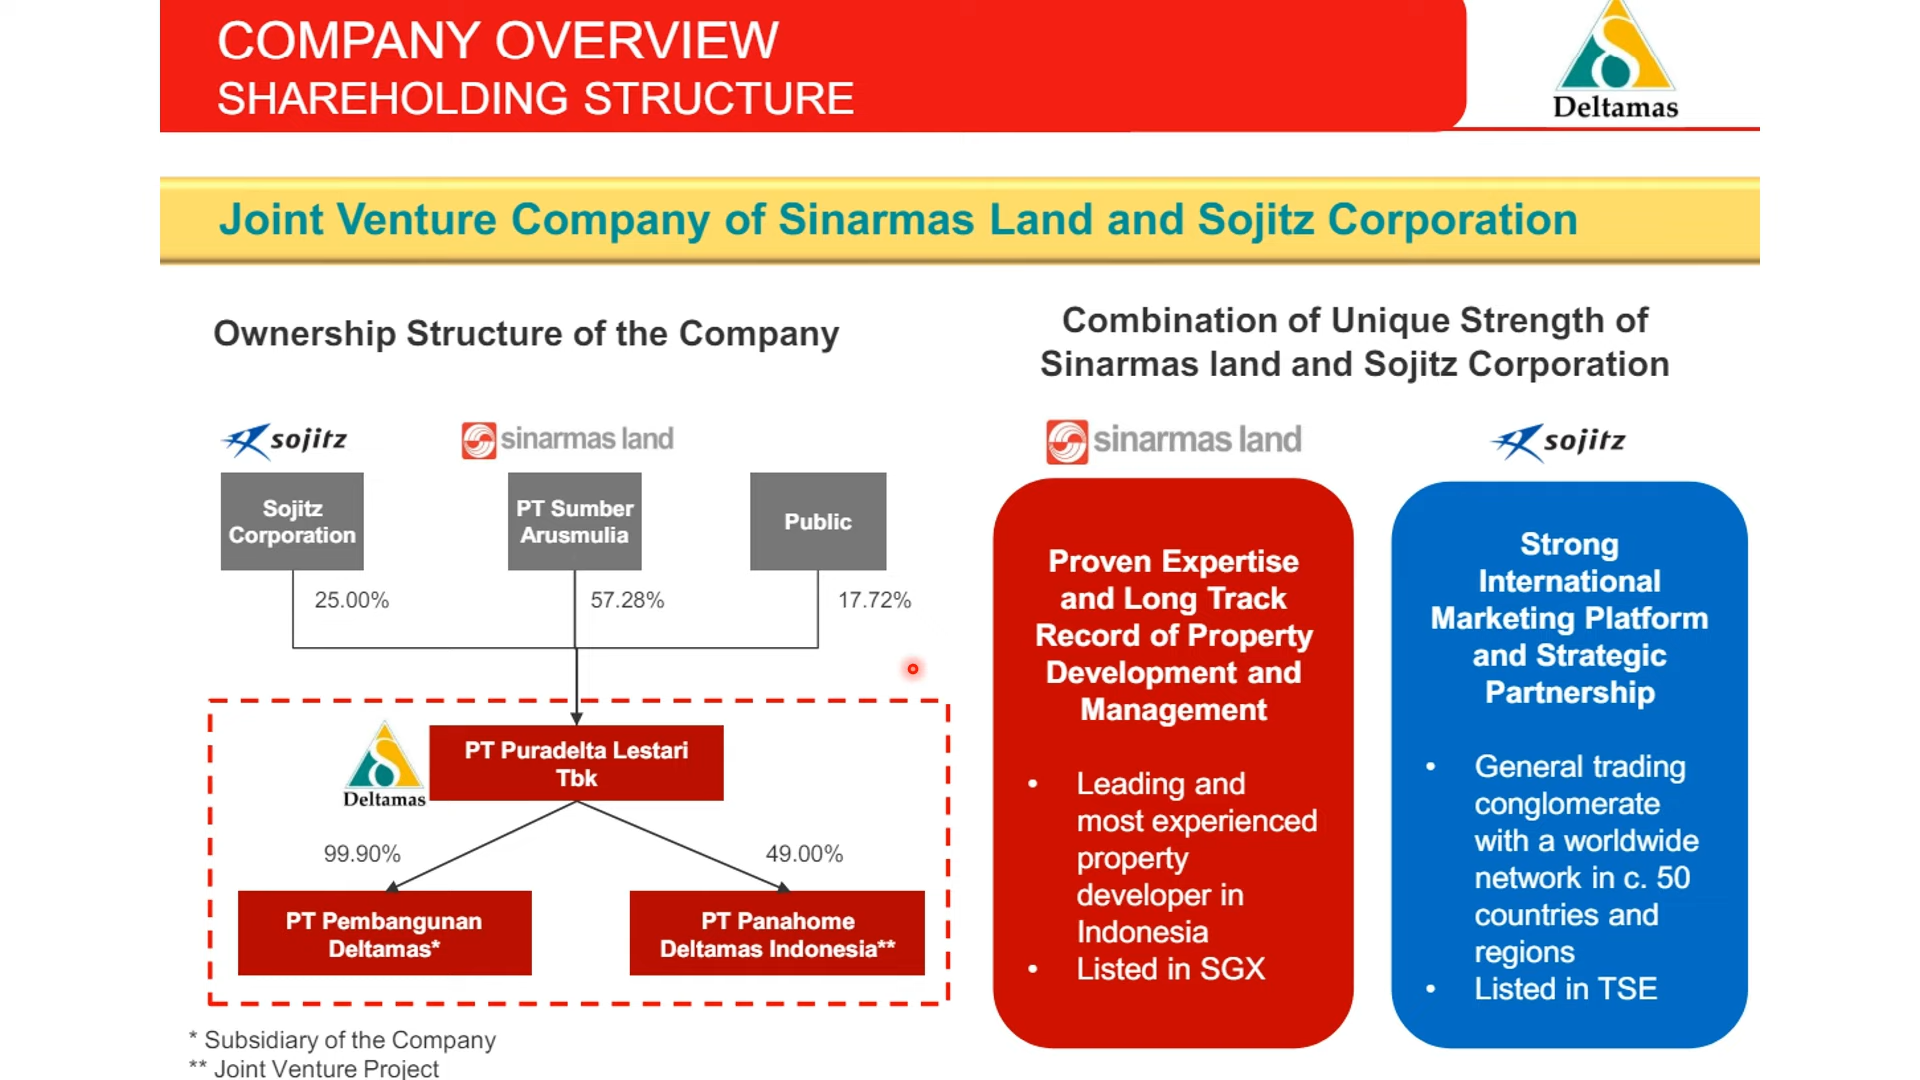 COMPANY OVERVIEW
SHAREHOLDING STRUCTURE
Deltamas
Joint Venture Company of Sinarmas Land and Sojitz Corporation
Ownership Structure of the Company
sojitz
sinarmas land
Sojitz
Corporation
PT Sumber
Arusmulia
Public
25.00%
57.28%
17.72%
Deltamas
PT Puradelta Lestari
Tbk
99.90%
49.00%
PT Pembangunan
Deltamas*
PT Panahome
Deltamas Indonesia**
* Subsidiary of the Company
** Joint Venture Project
Combination of Unique Strength of
Sinarmas land and Sojitz Corporation
sinarmas land
Proven Expertise
and Long Track
Record of Property
Development and
Management
• Leading and
most experienced
property
developer in
Indonesia
• Listed in SGX
sojitz
Strong
International
Marketing Platform
and Strategic
Partnership
• General trading
conglomerate
with a worldwide
network in c. 50
countries and
regions
• Listed in TSE